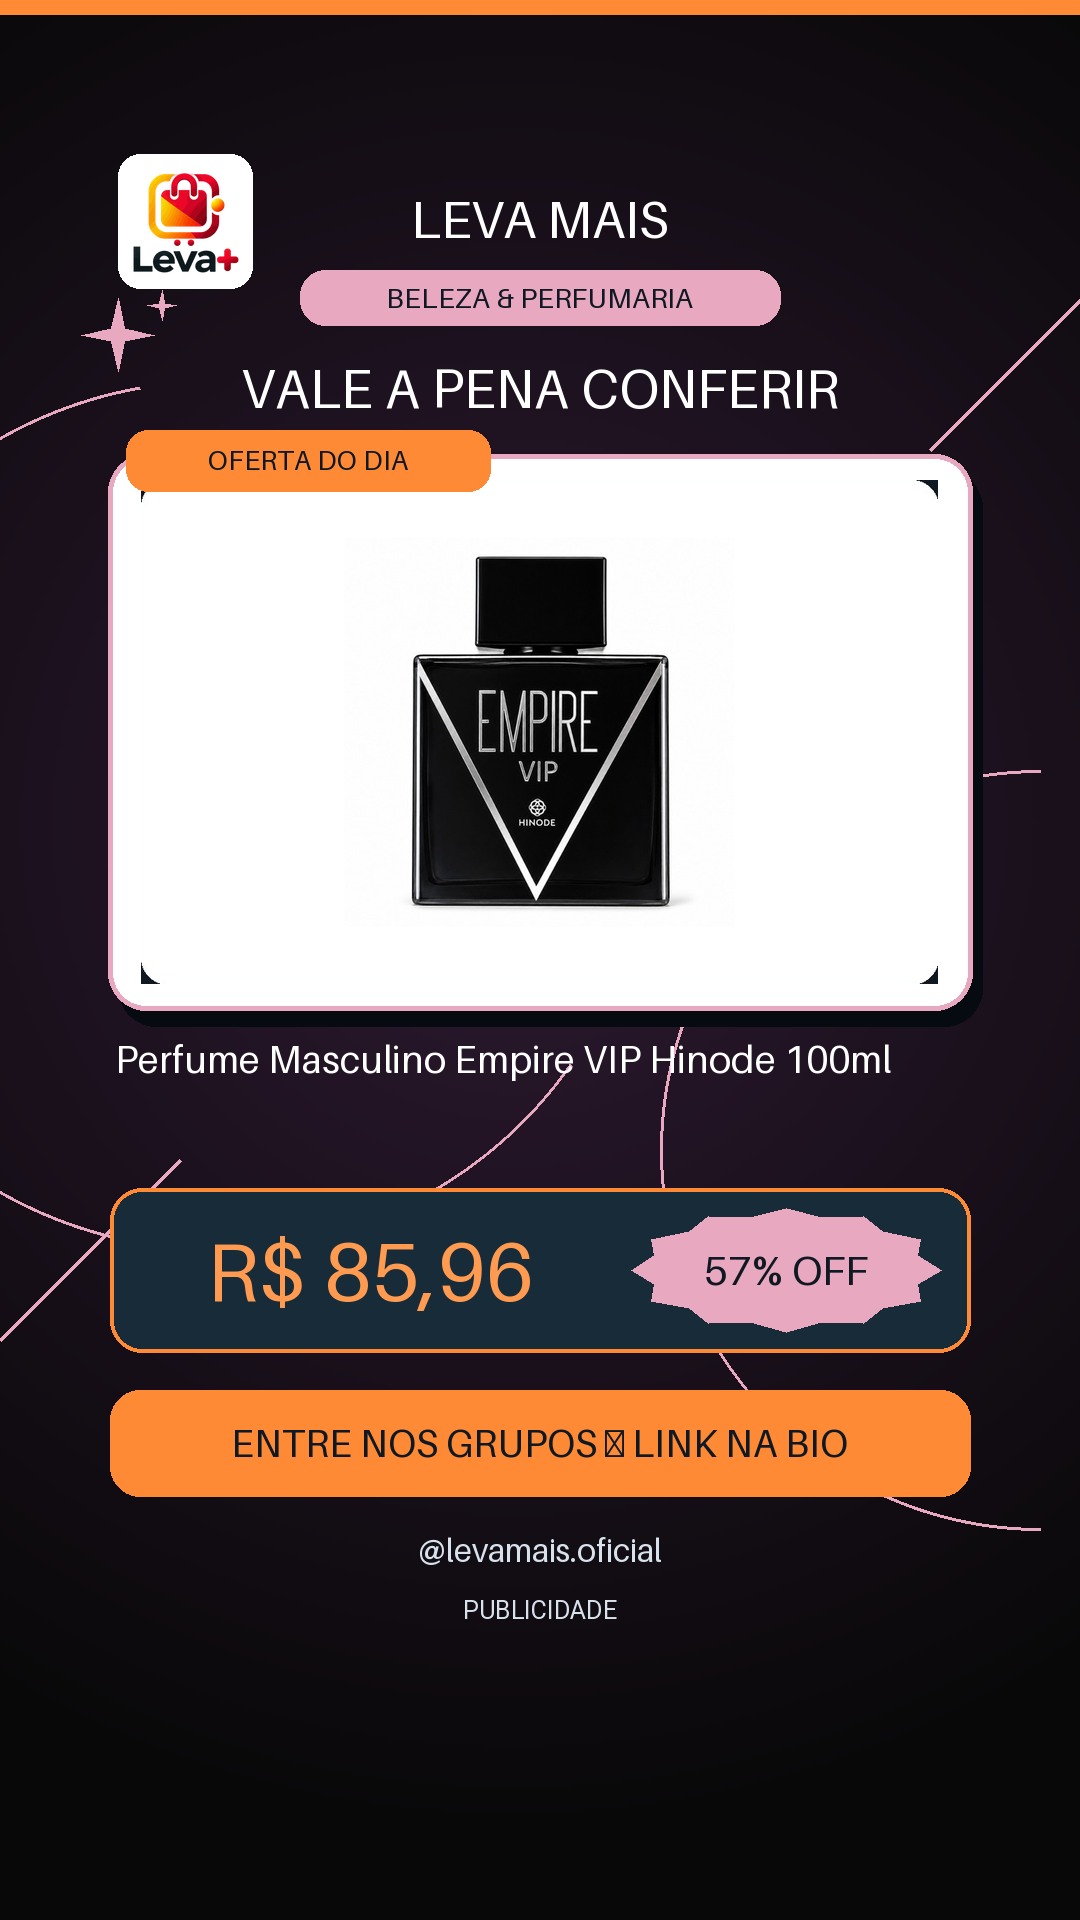 Leva+
LEVA MAIS
BELEZA & PERFUMARIA
VALE A PENA CONFERIR
OFERTA DO DIA
EMPIRE
VIP
HINODE
Perfume Masculino Empire VIP Hinode 100ml
R$ 85,96
57% OFF
ENTRE NOS GRUPOS LINK NA BIO
@levamais.oficial
PUBLICIDADE